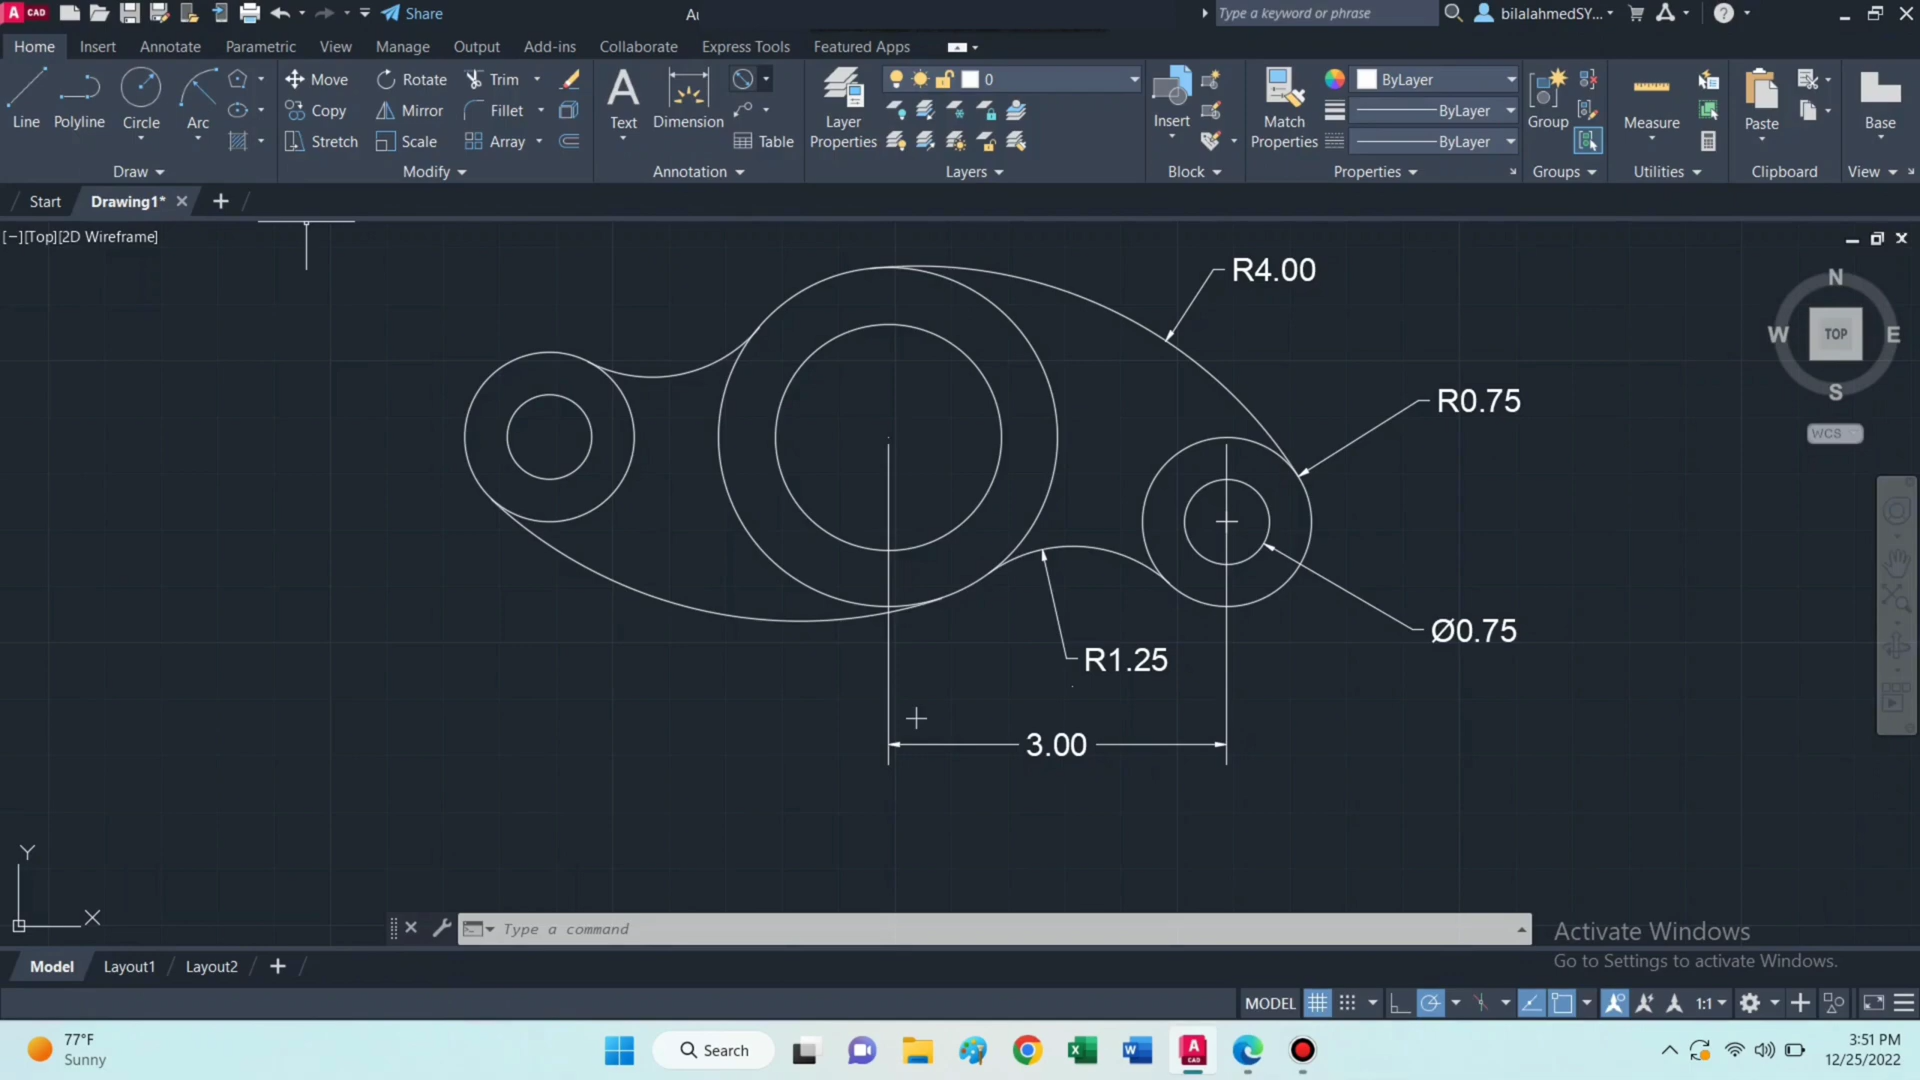 A CAD Share Au Type a keyword or phrase bilalahmedSY...
Home Insert Annotate Parametric View Manage Output Add-ins Collaborate Express Tools Featured Apps
Move Rotate Trim 0 ByLayer
Copy Mirror Fillet ByLayer
Line Polyline Circle Arc Text Dimension Layer Insert Match Group Measure Paste Base
Stretch Scale Array Table Properties Properties ByLayer
Draw Modify Annotation Layers Block Properties Groups Utilities Clipboard View
Start Drawing1*
[−][Top][2D Wireframe]
R4.00
N
W TOP E
S
R0.75
WCS
Ø0.75
R1.25
3.00
Y
X
Type a command
Activate Windows
Go to Settings to activate Windows.
Model Layout1 Layout2
MODEL 1:1
77°F
Sunny
Search
3:51 PM
12/25/2022